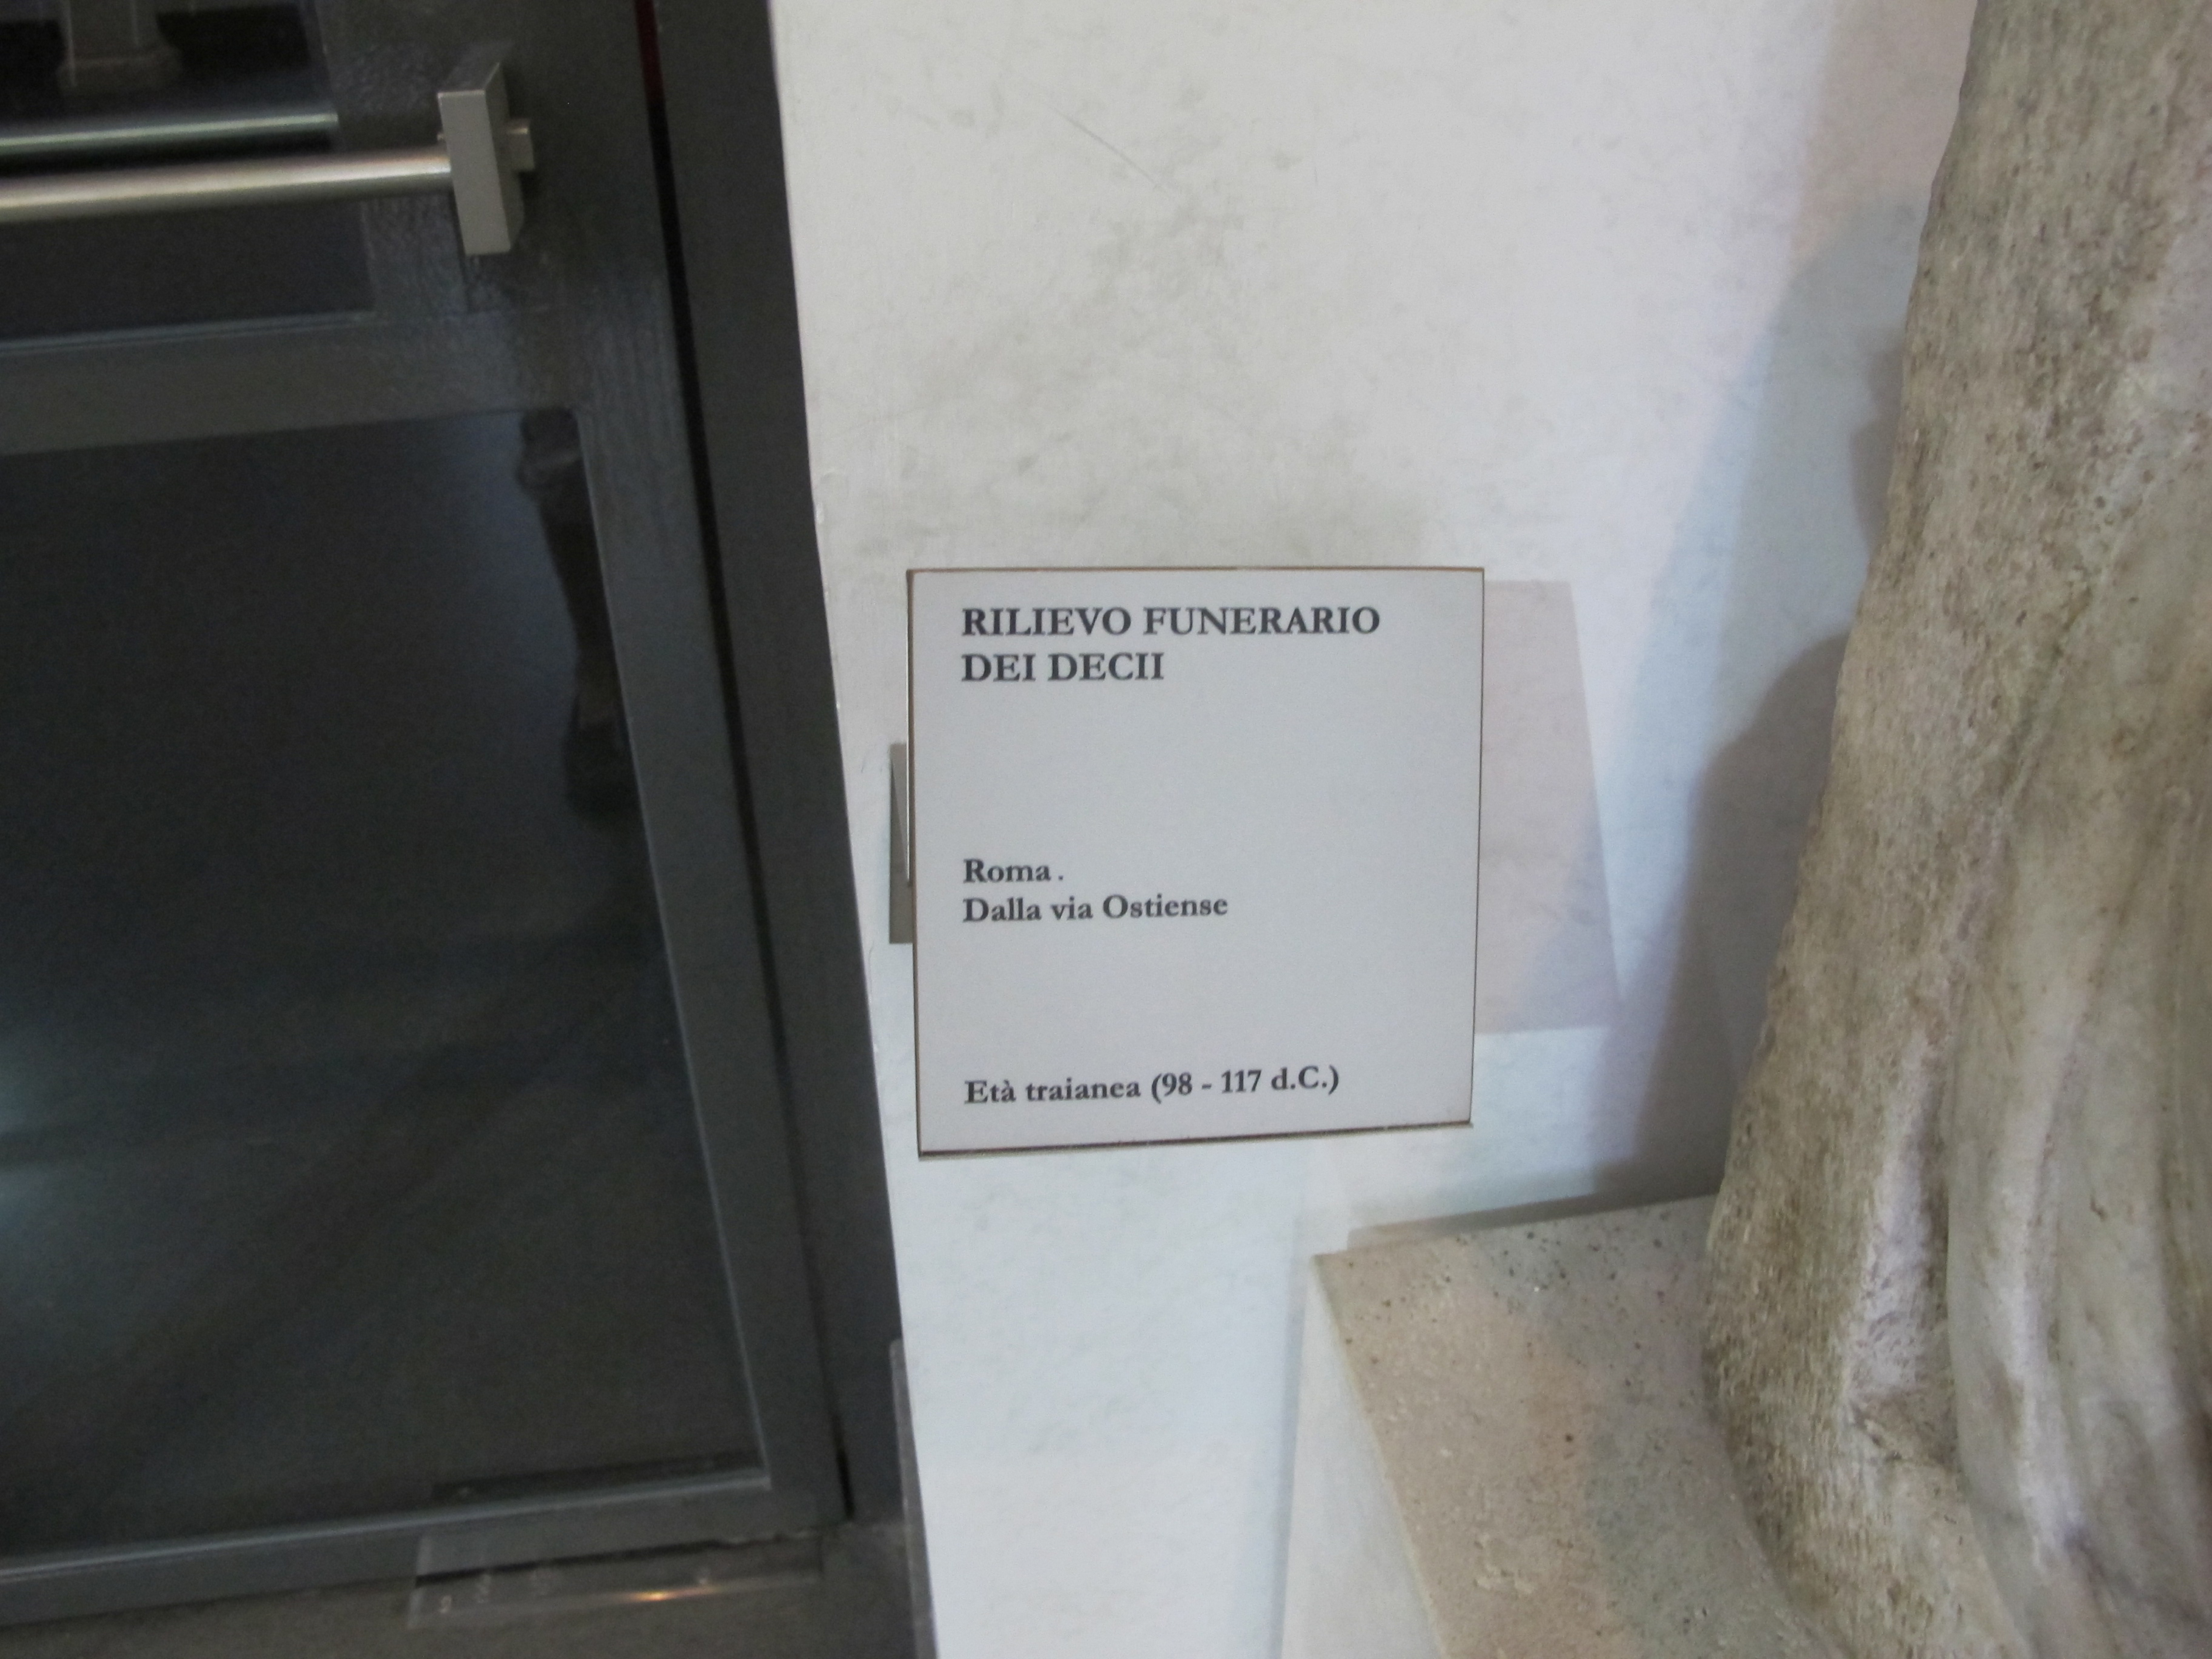 RILIEVO FUNERARIO
DEI DECII
Roma.
Dalla via Ostiense
Età traianea (98 - 117 d.C.)